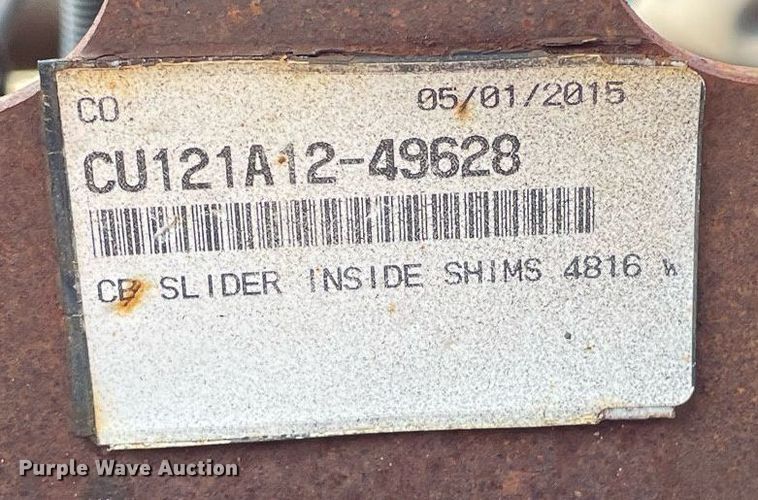 CO: 05/01/2015
CU121A12-49628
CB SLIDER INSIDE SHIMS 4816 W
Purple Wave Auction